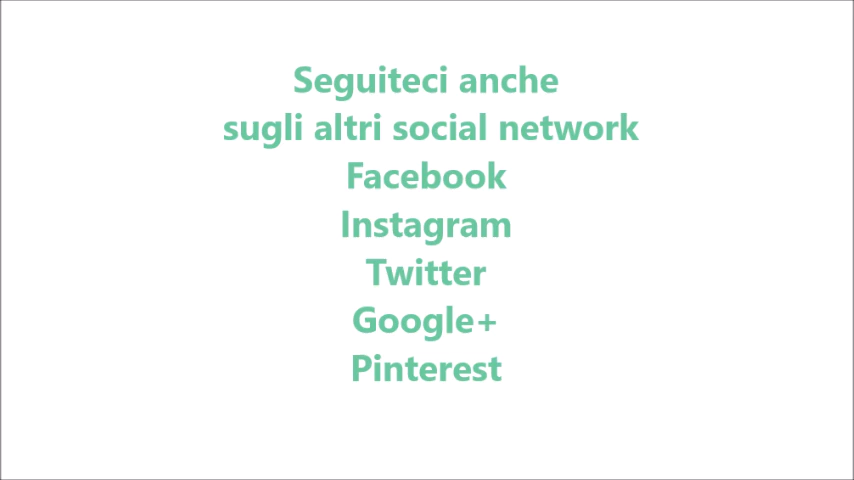 Seguiteci anche
sugli altri social network
Facebook
Instagram
Twitter
Google+
Pinterest